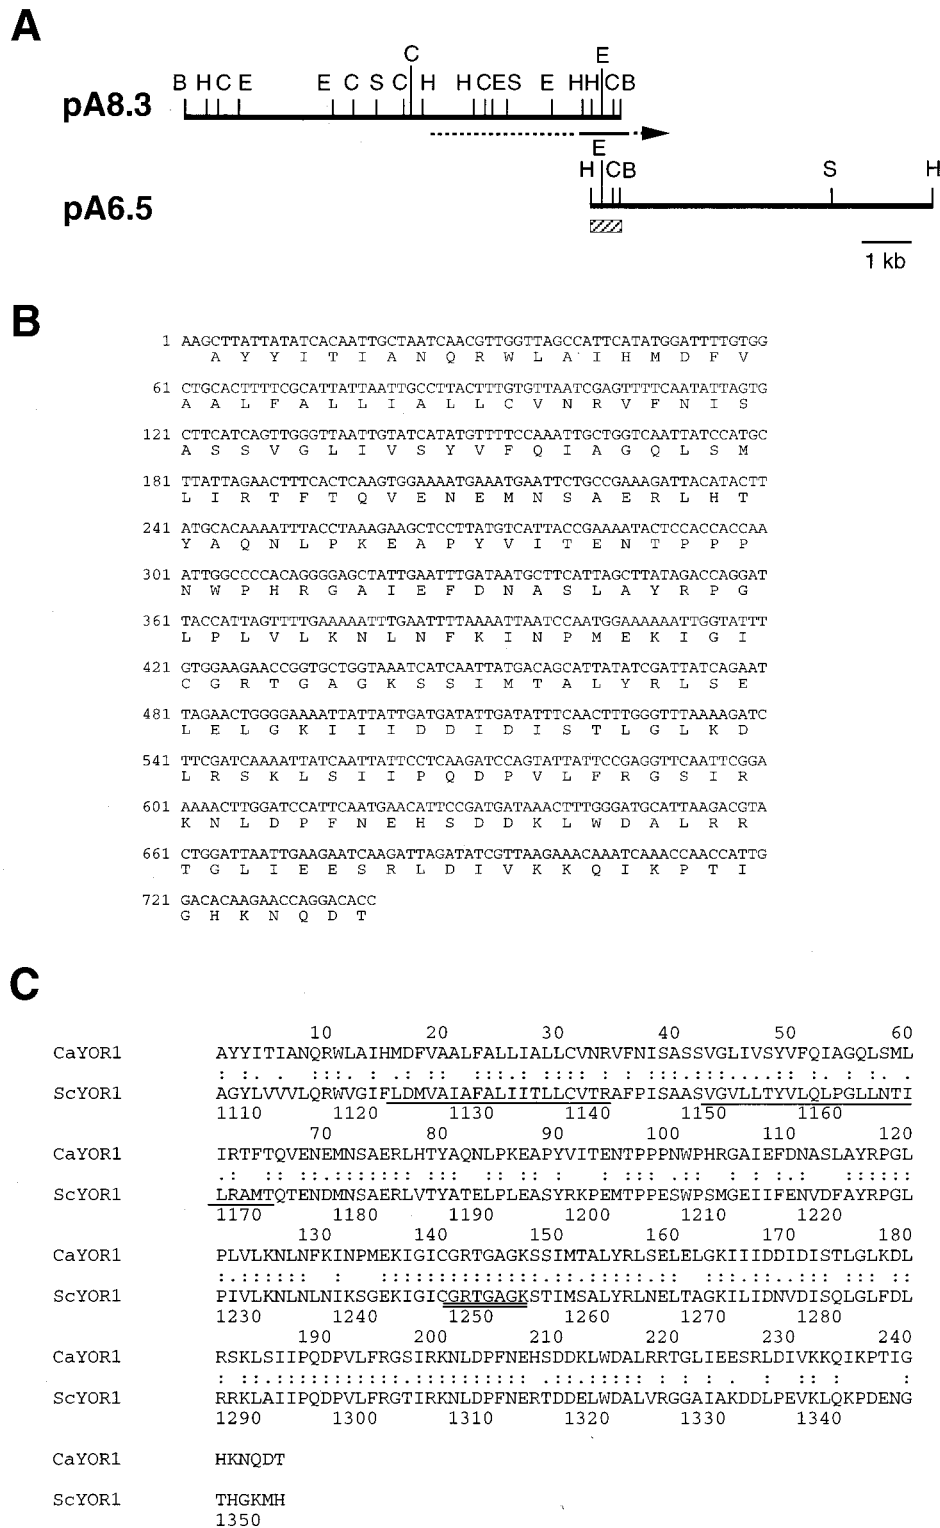 A
C
E
B H C E E C S C H H C E S E H H C B
pA8.3
E
H C B S H
pA6.5
1 kb
B
1 AAGCTTATTATATCACAATTGCTAATCAACGTTGGTTAGCCATTCATATGGATTTTGTGG
A Y Y I T I A N Q R W L A I H M D F V
61 CTGCACTTTTCGCATTATTAATTGCCTTACTTTGTGTTAATCGAGTTTTCAATATTAGTG
A A L F A L L I A L L C V N R V F N I S
121 CTTCATCAGTTGGGTTAATTGTATCATATGTTTTCCAAATTGCTGGTCAATTATCCATGC
A S S V G L I V S Y V F Q I A G Q L S M
181 TTATTAGAACTTTCACTCAAGTGGAAAATGAAATGAATTCTGCCGAAAGATTACATACTT
L I R T F T Q V E N E M N S A E R L H T
241 ATGCACAAAATTTACCTAAAGAAGCTCCTTATGTCATTACCGAAAATACTCCACCACCAA
Y A Q N L P K E A P Y V I T E N T P P P
301 ATTGGCCCCACAGGGGAGCTATTGAATTTGATAATGCTTCATTAGCTTATAGACCAGGAT
N W P H R G A I E F D N A S L A Y R P G
361 TACCATTAGTTTTGAAAAATTTGAATTTTAAAATTAATCCAATGGAAAAAATTGGTATTT
L P L V L K N L N F K I N P M E K I G I
421 GTGGAAGAACCGGTGCTGGTAAATCATCAATTATGACAGCATTATATCGATTATCAGAAT
C G R T G A G K S S I M T A L Y R L S E
481 TAGAACTGGGGAAAATTATTATTGATGATATTGATATTTCAACTTTGGGTTTAAAAGATC
L E L G K I I I D D I D I S T L G L K D
541 TTCGATCAAAATTATCAATTATTCCTCAAGATCCAGTATTATTCCGAGGTTCAATTCGGA
L R S K L S I I P Q D P V L F R G S I R
601 AAAACTTGGATCCATTCAATGAACATTCCGATGATAAACTTTGGGATGCATTAAGACGTA
K N L D P F N E H S D D K L W D A L R R
661 CTGGATTAATTGAAGAATCAAGATTAGATATCGTTAAGAAACAAATCAAACCAACCATTG
T G L I E E S R L D I V K K Q I K P T I
721 GACACAAGAACCAGGACACC
G H K N Q D T
C
10 20 30 40 50 60
CaYOR1 AYYITIANQRWLAIHMDFVAALFALLIALLCVNRVFNISASSVGLIVSYVFQIAGQLSML
ScYOR1 AGYLVVVLQRWVGIFLDMVAIAFALIITLLCVTRAFPISAASVGVLLTYVLQLPGLLNTI
1110 1120 1130 1140 1150 1160
70 80 90 100 110 120
CaYOR1 IRTFTQVENEMNSAERLHTYAQNLPKEAPYVITENTPPPNWPHRGAIEFDNASLAYRPGL
ScYOR1 LRAMTQTENDMNSAERLVTYATELPLEASYRKPEMTPPESWPSMGEIIFENVDFAYRPGL
1170 1180 1190 1200 1210 1220
130 140 150 160 170 180
CaYOR1 PLVLKNLNFKINPMEKIGICGRTGAGKSSIMTALYRLSELELGKIIIDDIDISTLGLKDL
ScYOR1 PIVLKNLNLNIKSGEKIGICGRTGAGKSTIMSALYRLNELTAGKILIDNVDISQLGLFDL
1230 1240 1250 1260 1270 1280
190 200 210 220 230 240
CaYOR1 RSKLSIIPQDPVLFRGSIRKNLDPFNEHSDDKLWDALRRTGLIEESRLDIVKKQIKPTIG
ScYOR1 RRKLAIIPQDPVLFRGTIRKNLDPFNERTDDELWDALVRGGAIAKDDLPEVKLQKPDENG
1290 1300 1310 1320 1330 1340
CaYOR1 HKNQDT
ScYOR1 THGKMH
1350